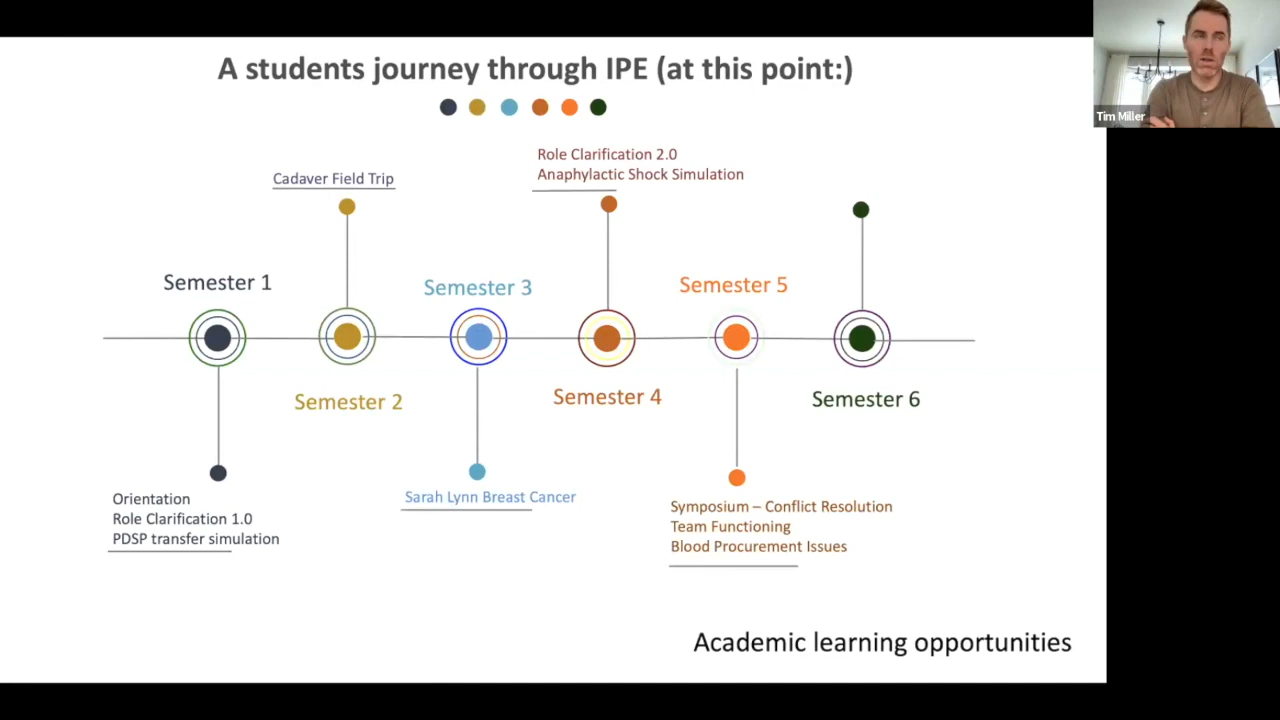 A students journey through IPE (at this point:)
Tim Miller
Role Clarification 2.0
Anaphylactic Shock Simulation
Cadaver Field Trip
Semester 1
Semester 3
Semester 5
Semester 2
Semester 4
Semester 6
Orientation
Role Clarification 1.0
PDSP transfer simulation
Sarah Lynn Breast Cancer
Symposium – Conflict Resolution
Team Functioning
Blood Procurement Issues
Academic learning opportunities